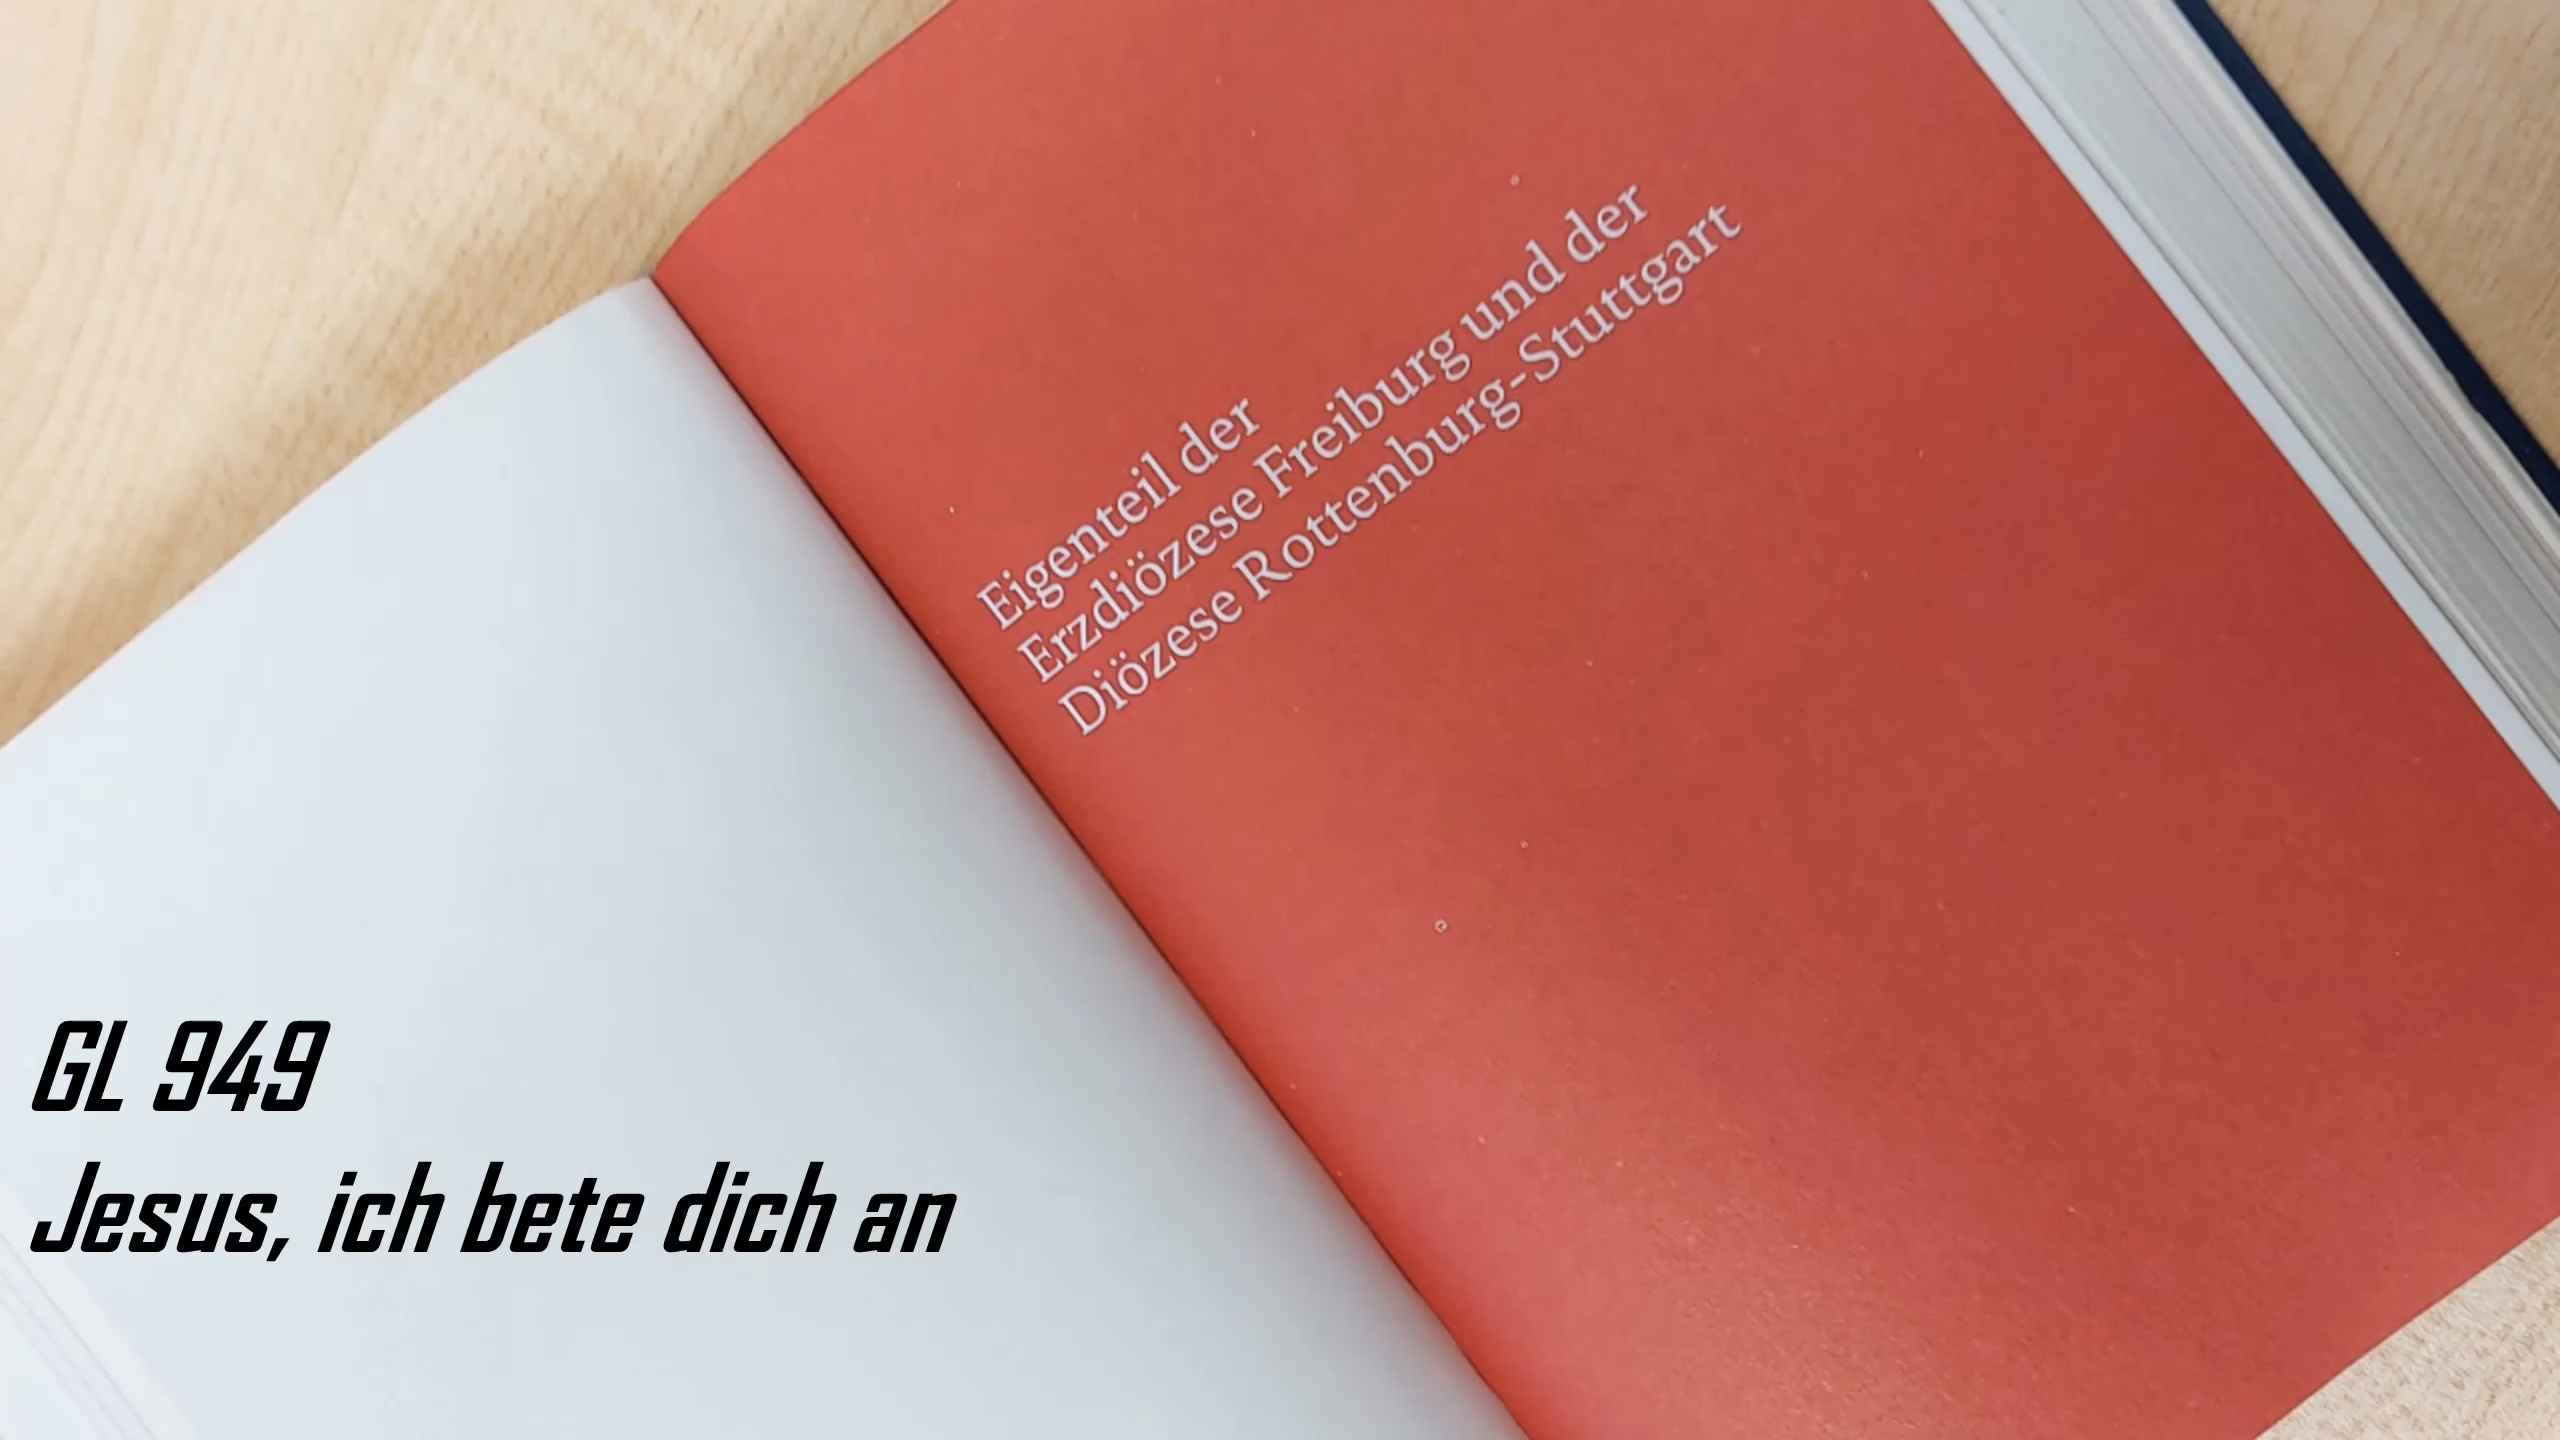 Eigenteil der
Erzdiözese Freiburg und der
Diözese Rottenburg-Stuttgart
GL 949
Jesus, ich bete dich an